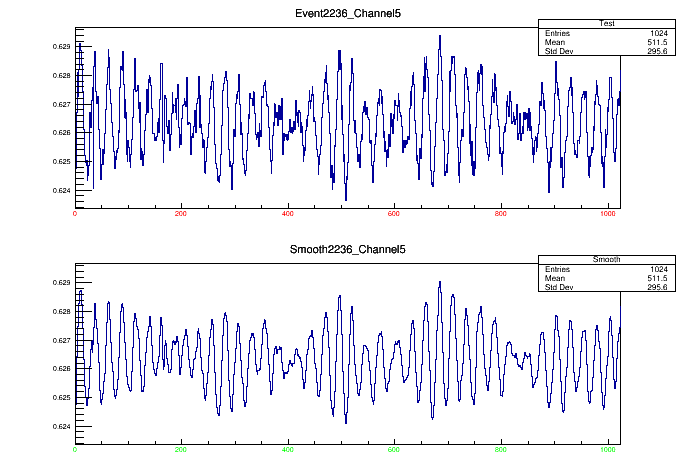 Event2236_Channel5
Test
Entries 1024
Mean 511.5
Std Dev 295.6
0.629
0.628
0.627
0.626
0.625
0.624
0 200 400 600 800 1000
Smooth2236_Channel5
Smooth
Entries 1024
Mean 511.5
Std Dev 295.6
0.629
0.628
0.627
0.626
0.625
0.624
0 200 400 600 800 1000